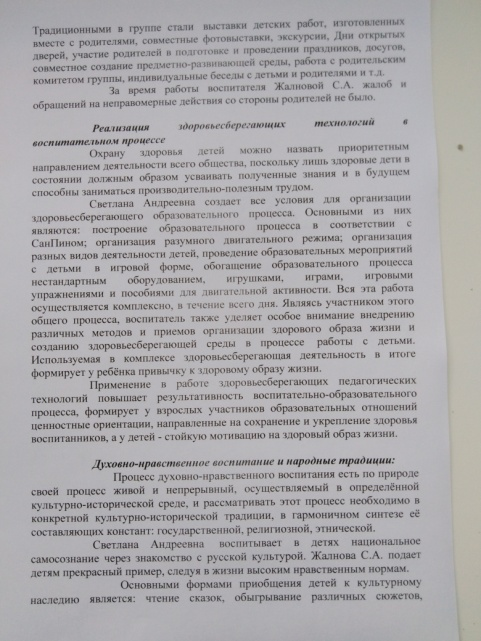 Традиционными в группе стали выставки детских работ, изготовленных
вместе с родителями, совместные фотовыставки, экскурсии, Дни открытых
дверей, участие родителей в подготовке и проведении праздников, досугов,
совместное создание предметно-развивающей среды, работа с родительским
комитетом группы, индивидуальные беседы с детьми и родителями и т.д.
За время работы воспитателя Жалновой С.А. жалоб и
обращений на неправомерные действия со стороны родителей не было.
Реализация здоровьесберегающих технологий в
воспитательном процессе
Охрану здоровья детей можно назвать приоритетным
направлением деятельности всего общества, поскольку лишь здоровые дети в
состоянии должным образом усваивать полученные знания и в будущем
способны заниматься производительно-полезным трудом.
Светлана Андреевна создает все условия для организации
здоровьесберегающего образовательного процесса. Основными из них
являются: построение образовательного процесса в соответствии с
СанПином; организация разумного двигательного режима; организация
разных видов деятельности детей, проведение образовательных мероприятий
с детьми в игровой форме, обогащение образовательного процесса
нестандартным оборудованием, игрушками, играми, игровыми
упражнениями и пособиями для двигательной активности. Вся эта работа
осуществляется комплексно, в течение всего дня. Являясь участником этого
общего процесса, воспитатель также уделяет особое внимание внедрению
различных методов и приемов организации здорового образа жизни и
созданию здоровьесберегающей среды в процессе работы с детьми.
Используемая в комплексе здоровьесберегающая деятельность в итоге
формирует у ребёнка привычку к здоровому образу жизни.
Применение в работе здоровьесберегающих педагогических
технологий повышает результативность воспитательно-образовательного
процесса, формирует у взрослых участников образовательных отношений
ценностные ориентации, направленные на сохранение и укрепление здоровья
воспитанников, а у детей - стойкую мотивацию на здоровый образ жизни.
Духовно-нравственное воспитание и народные традиции:
Процесс духовно-нравственного воспитания есть по природе
своей процесс живой и непрерывный, осуществляемый в определённой
культурно-исторической среде, и рассматривать этот процесс необходимо в
конкретной культурно-исторической традиции, в гармоничном синтезе её
составляющих констант: государственной, религиозной, этнической.
Светлана Андреевна воспитывает в детях национальное
самосознание через знакомство с русской культурой. Жалнова С.А. подает
детям прекрасный пример, следуя в жизни высоким нравственным нормам.
Основными формами приобщения детей к культурному
наследию является: чтение сказок, обыгрывание различных сюжетов,